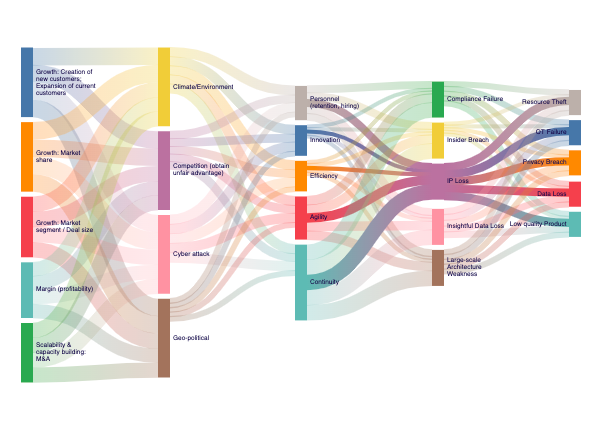 Growth: Creation of
new customers;
Expansion of current
customers
Growth: Market
share
Growth: Market
segment / Deal size
Margin (profitability)
Scalability &
capacity building:
M&A
Climate/Environment
Competition (obtain
unfair advantage)
Cyber attack
Geo-political
Personnel
(retention, hiring)
Innovation
Efficiency
Agility
Continuity
Compliance Failure
Insider Breach
IP Loss
Insightful Data Loss
Large-scale
Architecture
Weakness
Resource Theft
OT Failure
Privacy Breach
Data Loss
Low quality Product